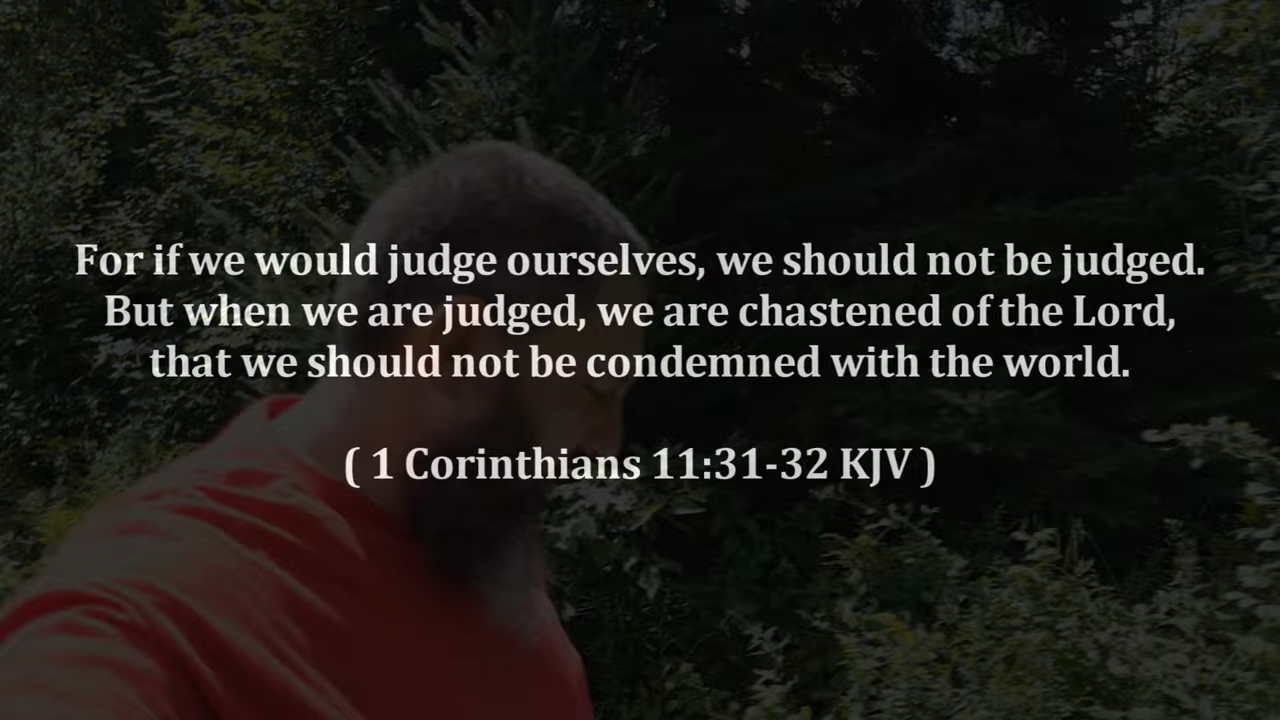 For if we would judge ourselves, we should not be judged.
But when we are judged, we are chastened of the Lord,
that we should not be condemned with the world.
( 1 Corinthians 11:31-32 KJV )